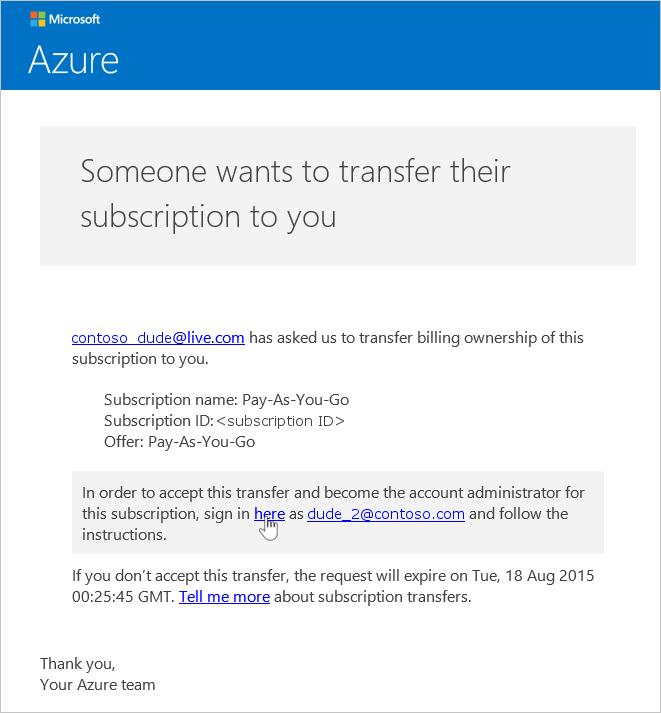 Microsoft
Azure
Someone wants to transfer their
subscription to you
contoso_dude@live.com has asked us to transfer billing ownership of this
subscription to you.
Subscription name: Pay-As-You-Go
Subscription ID:<subscription ID>
Offer: Pay-As-You-Go
In order to accept this transfer and become the account administrator for
this subscription, sign in here as dude_2@contoso.com and follow the
instructions.
If you don’t accept this transfer, the request will expire on Tue, 18 Aug 2015
00:25:45 GMT. Tell me more about subscription transfers.
Thank you,
Your Azure team